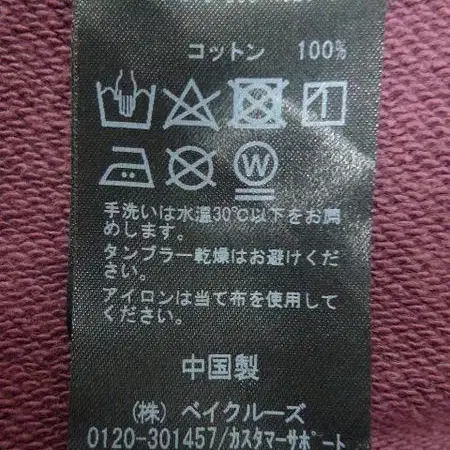 コットン 100%
手洗いは水温30℃以下をお薦
めします。
タンブラー乾燥はお避けくだ
さい。
アイロンは当て布を使用して
ください。
中国製
(株) ベイクルーズ
0120-301457/カスタマーサポート